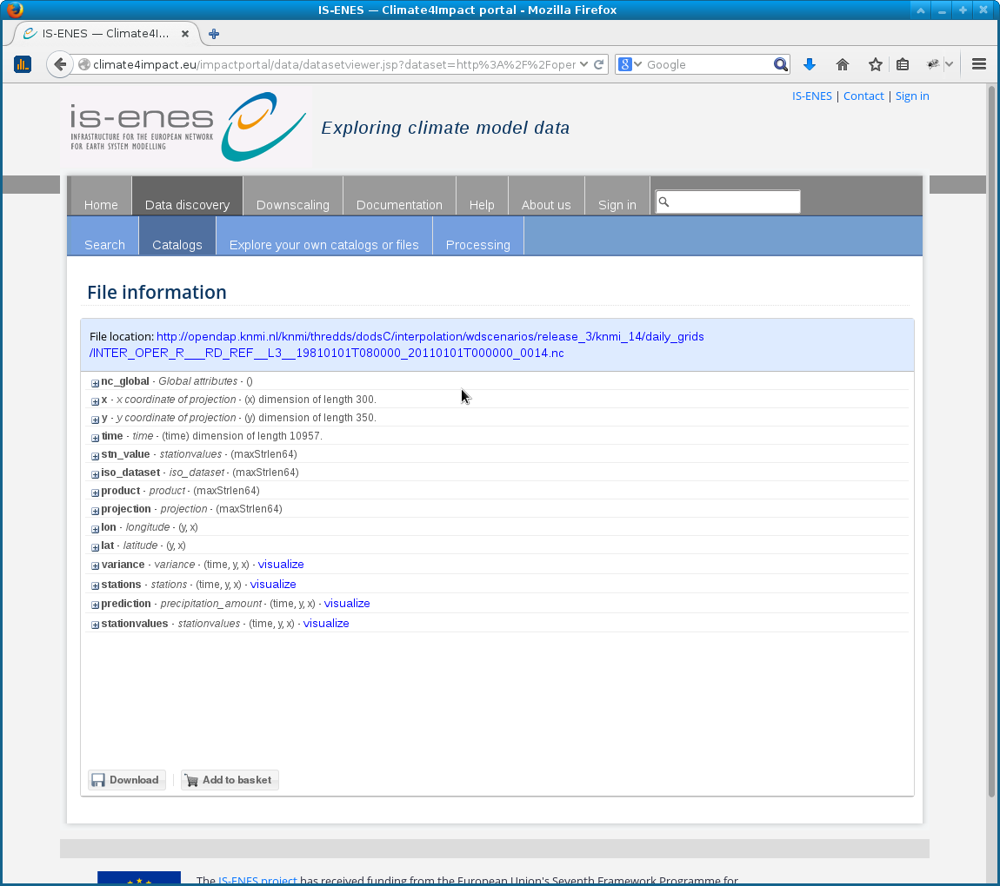 IS-ENES — Climate4Impact portal - Mozilla Firefox
IS-ENES — Climate4I...
climate4impact.eu/impactportal/data/datasetviewer.jsp?dataset=http%3A%2F%2Foper
Google
IS-ENES | Contact | Sign in
is-enes
INFRASTRUCTURE FOR THE EUROPEAN NETWORK
FOR EARTH SYSTEM MODELLING
Exploring climate model data
Home Data discovery Downscaling Documentation Help About us Sign in
Search Catalogs Explore your own catalogs or files Processing
File information
File location: http://opendap.knmi.nl/knmi/thredds/dodsC/interpolation/wdscenarios/release_3/knmi_14/daily_grids
/INTER_OPER_R___RD_REF__L3__19810101T080000_20110101T000000_0014.nc
nc_global - Global attributes - ()
x - x coordinate of projection - (x) dimension of length 300.
y - y coordinate of projection - (y) dimension of length 350.
time - time - (time) dimension of length 10957.
stn_value - stationvalues - (maxStrlen64)
iso_dataset - iso_dataset - (maxStrlen64)
product - product - (maxStrlen64)
projection - projection - (maxStrlen64)
lon - longitude - (y, x)
lat - latitude - (y, x)
variance - variance - (time, y, x) - visualize
stations - stations - (time, y, x) - visualize
prediction - precipitation_amount - (time, y, x) - visualize
stationvalues - stationvalues - (time, y, x) - visualize
Download Add to basket
The IS-ENES project has received funding from the European Union's Seventh Framework Programme for